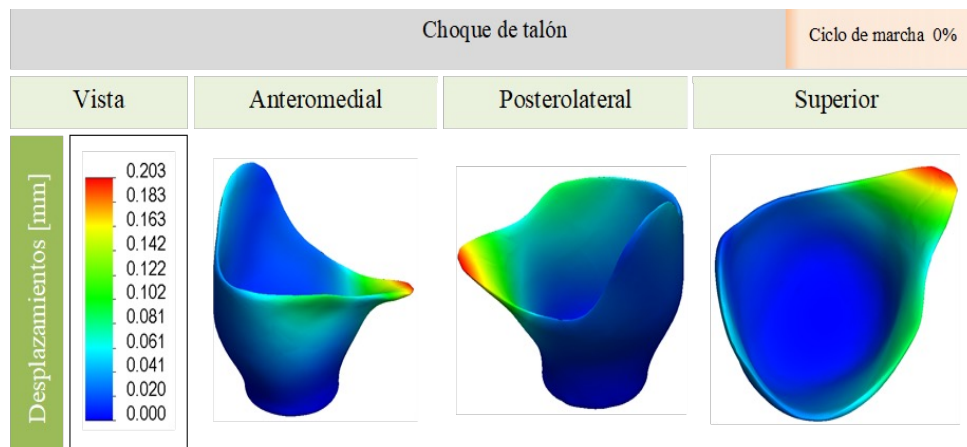 Choque de talón
Ciclo de marcha 0%
Vista
Anteromedial
Posterolateral
Superior
Desplazamientos [mm]
0.203
0.183
0.163
0.142
0.122
0.102
0.081
0.061
0.041
0.020
0.000